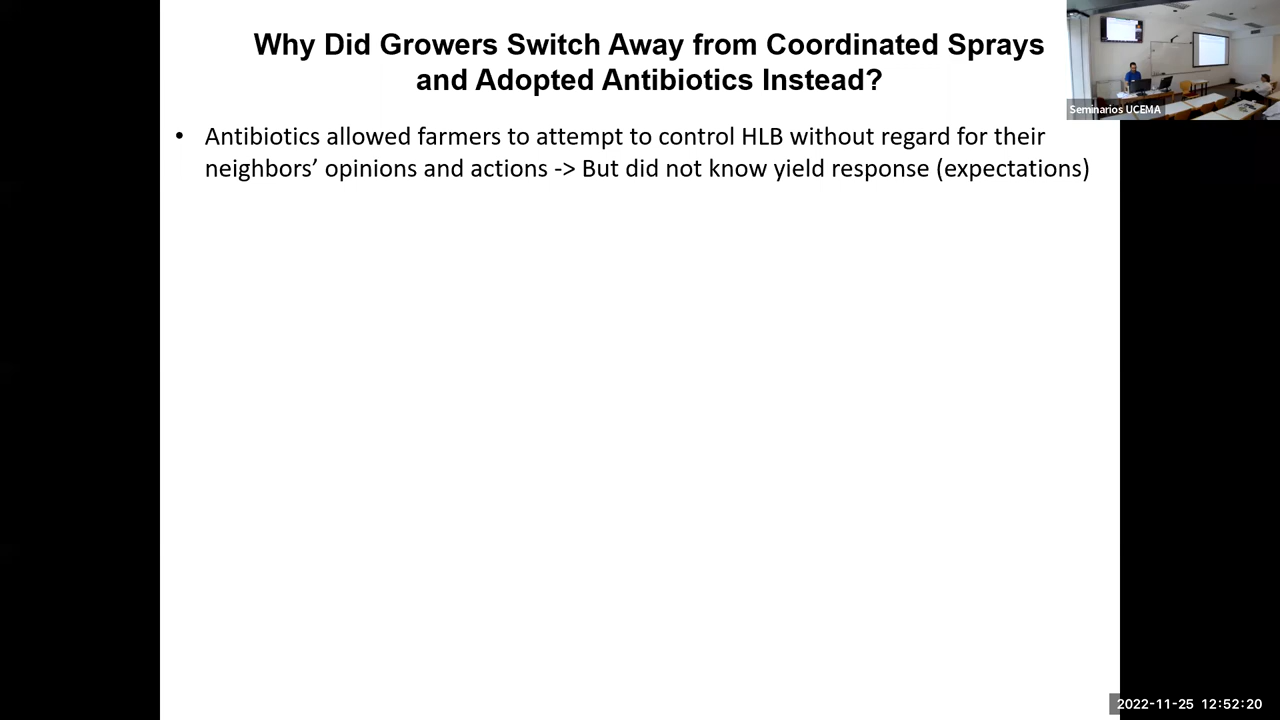 Why Did Growers Switch Away from Coordinated Sprays
and Adopted Antibiotics Instead?
Seminarios UCEMA
• Antibiotics allowed farmers to attempt to control HLB without regard for their
neighbors’ opinions and actions -> But did not know yield response (expectations)
2022-11-25 12:52:20